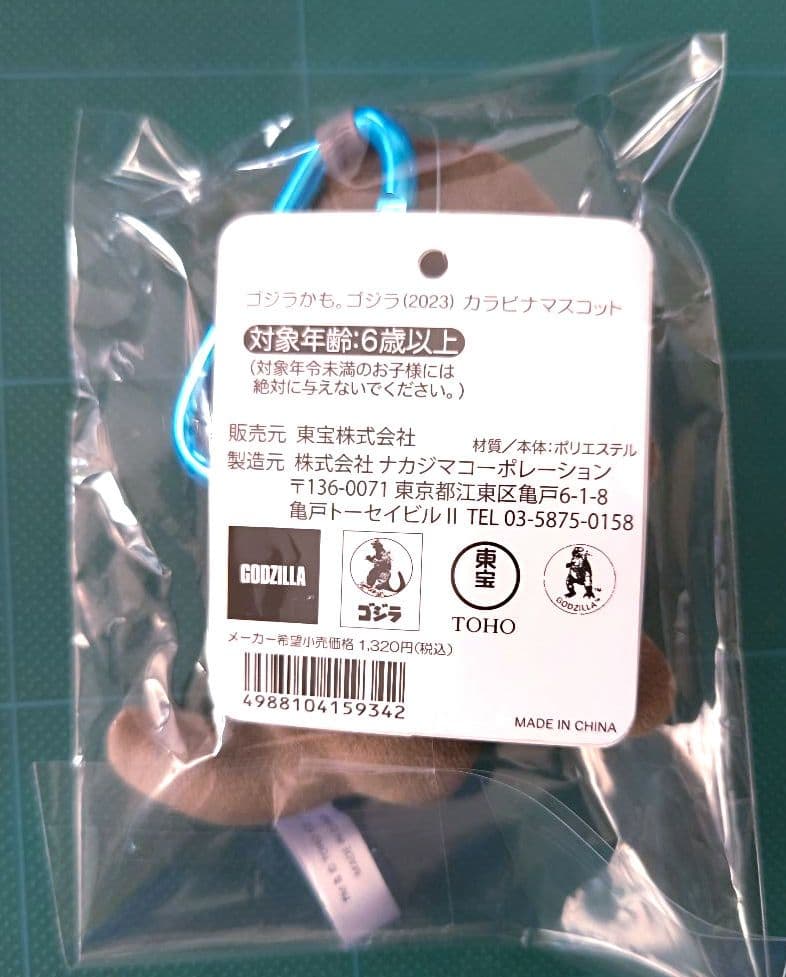 ゴジラかも。ゴジラ(2023) カラビナマスコット
対象年齢:6歳以上
(対象年令未満のお子様には
絶対に与えないでください。)
販売元 東宝株式会社
材質/本体:ポリエステル
製造元 株式会社 ナカジマコーポレーション
〒136-0071 東京都江東区亀戸6-1-8
亀戸トーセイビルⅡ TEL 03-5875-0158
GODZILLA
ゴジラ
東宝
TOHO
GODZILLA
メーカー希望小売価格 1,320円(税込)
4988104159342
MADE IN CHINA